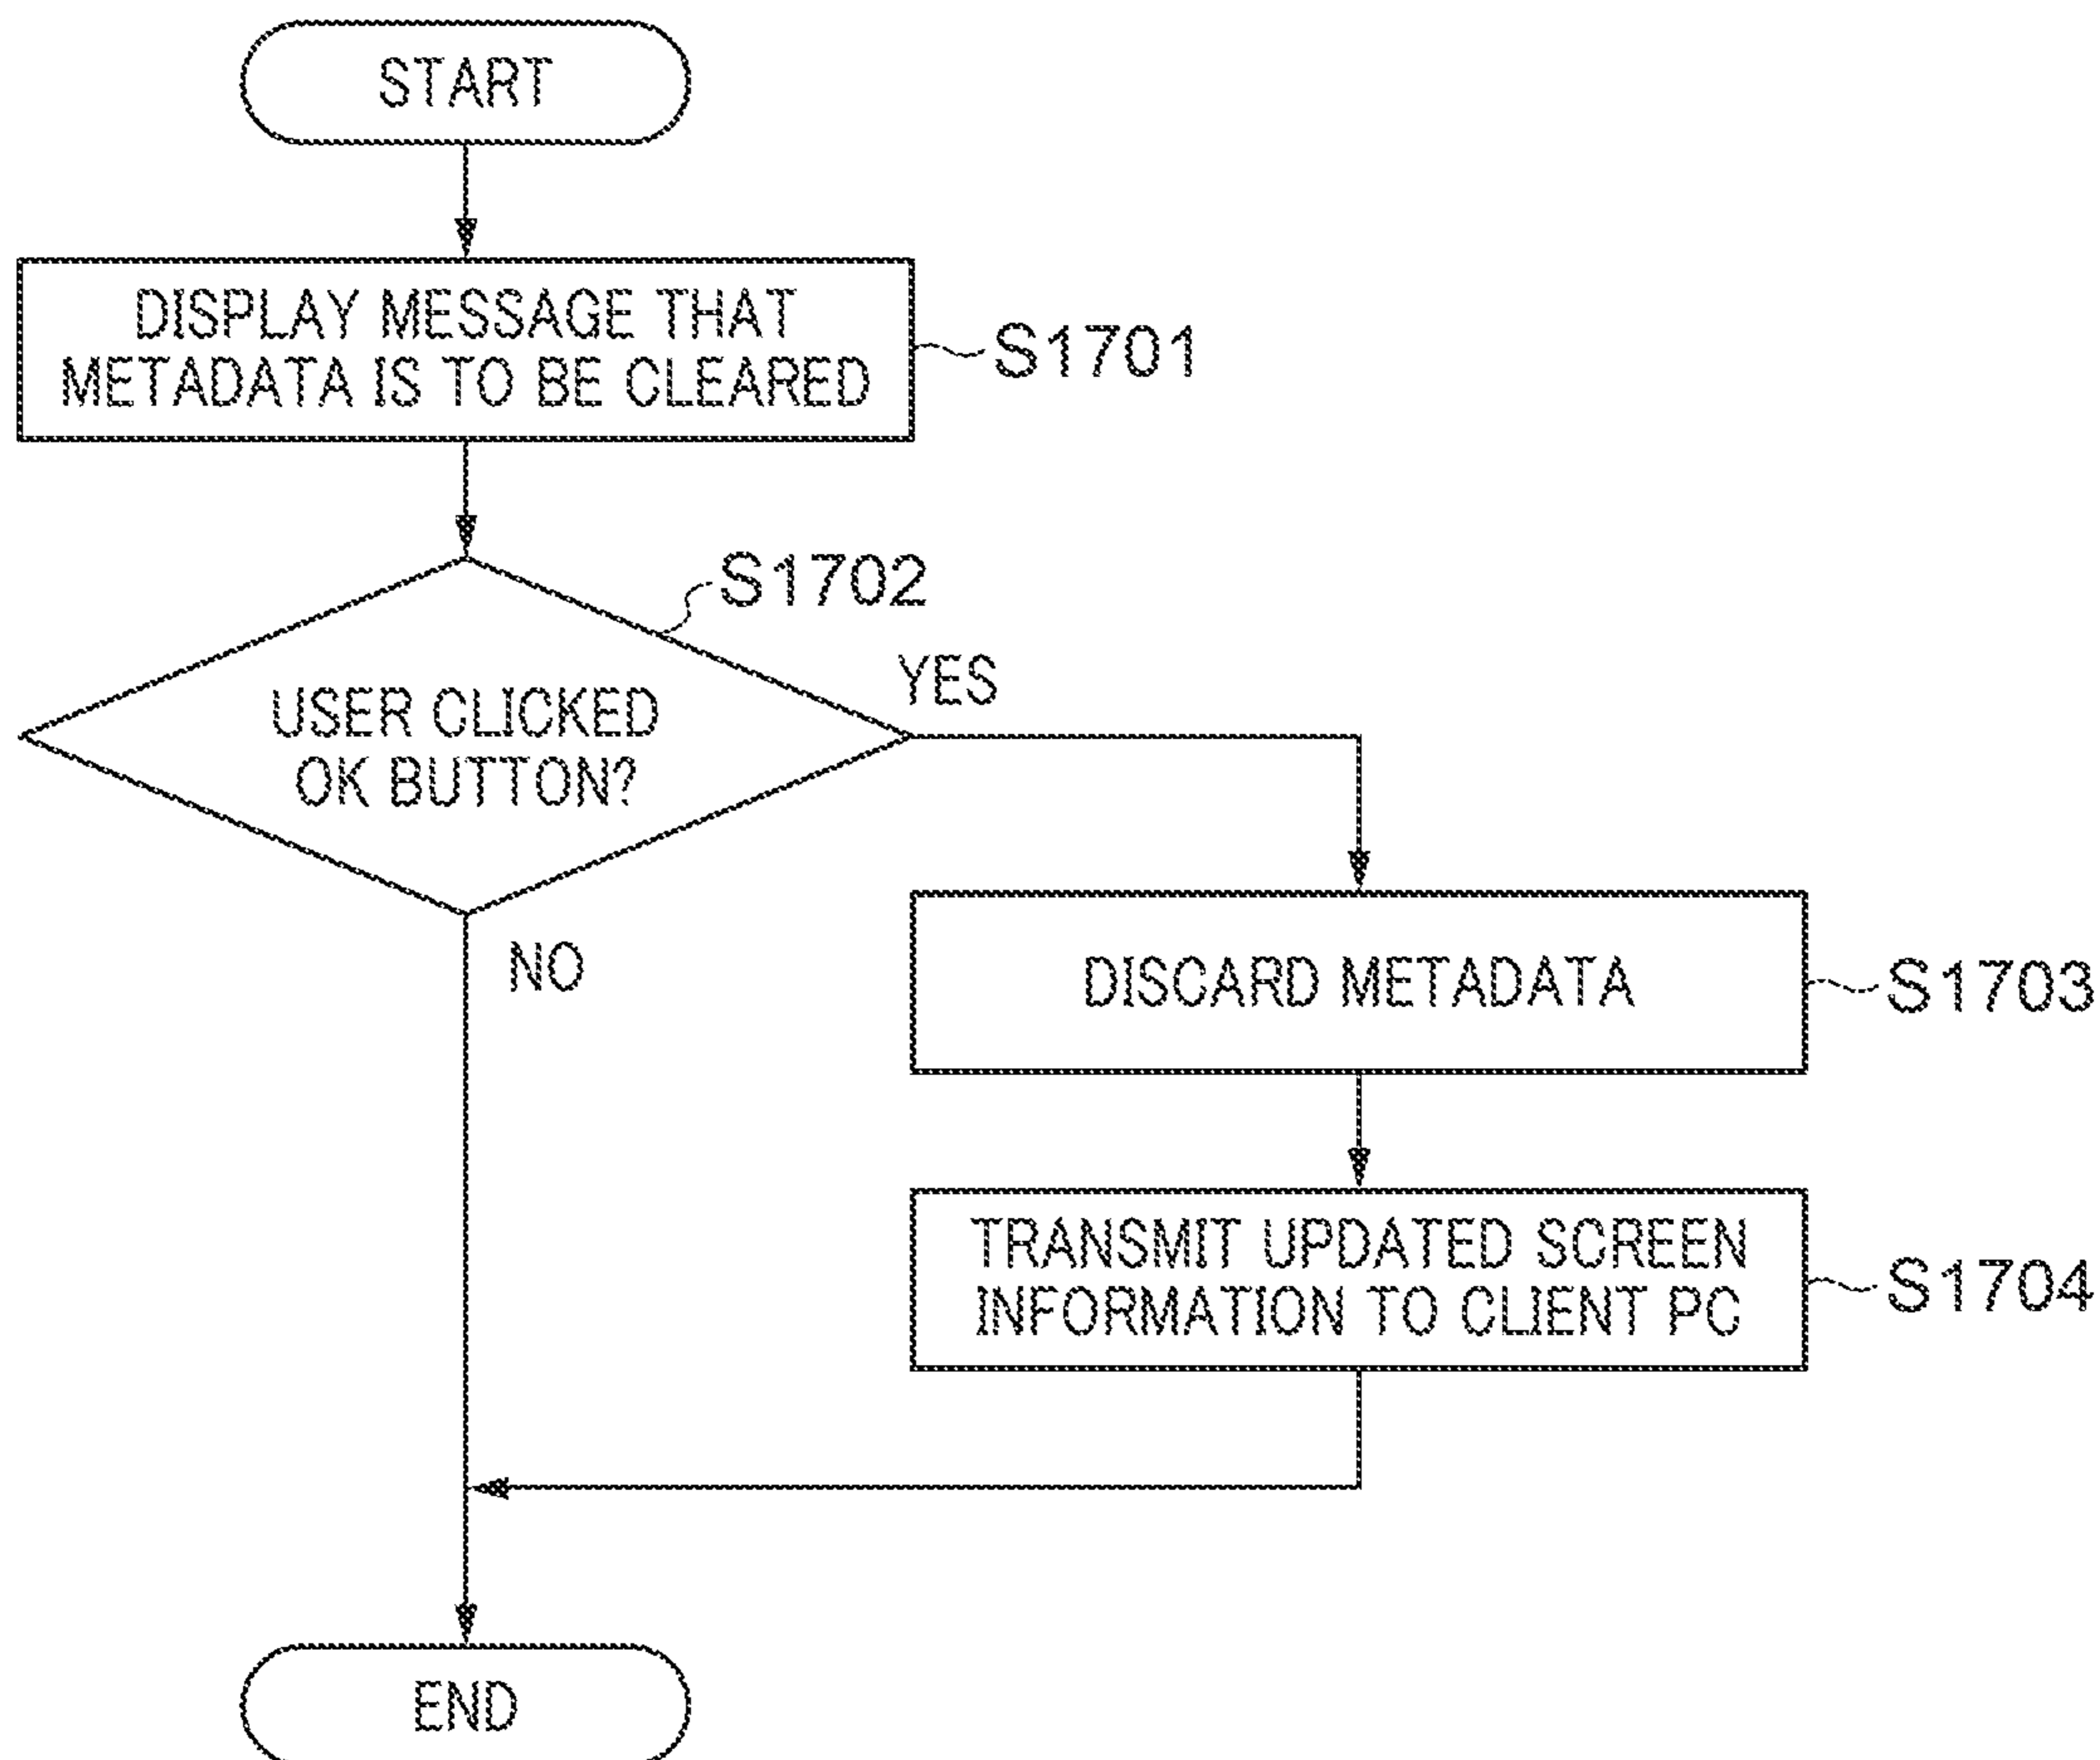 START
DISPLAY MESSAGE THAT
METADATA IS TO BE CLEARED
S1701
S1702
YES
USER CLICKED
OK BUTTON?
NO
DISCARD METADATA
S1703
TRANSMIT UPDATED SCREEN
INFORMATION TO CLIENT PC
S1704
END